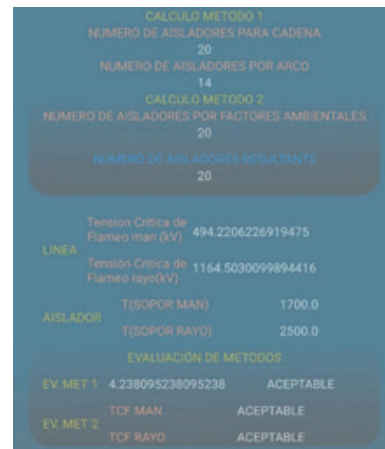 CALCULO METODO 1
NUMERO DE AISLADORES PARA CADENA
20
NUMERO DE AISLADORES POR ARCO
14
CALCULO METODO 2
NUMERO DE AISLADORES POR FACTORES AMBIENTALES
20
NUMERO DE AISLADORES RESULTANTE
20
LINEA
Tensión Critica de
Flameo man (kV) 494.2206226919475
Tensión Critica de
Flameo rayo(kV) 1164.5030099894416
AISLADOR
T(SOPOR MAN) 1700.0
T(SOPOR RAYO) 2500.0
EVALUACIÓN DE METODOS
EV. MET 1 4.238095238095238 ACEPTABLE
EV. MET 2
TCF MAN ACEPTABLE
TCF RAYO ACEPTABLE